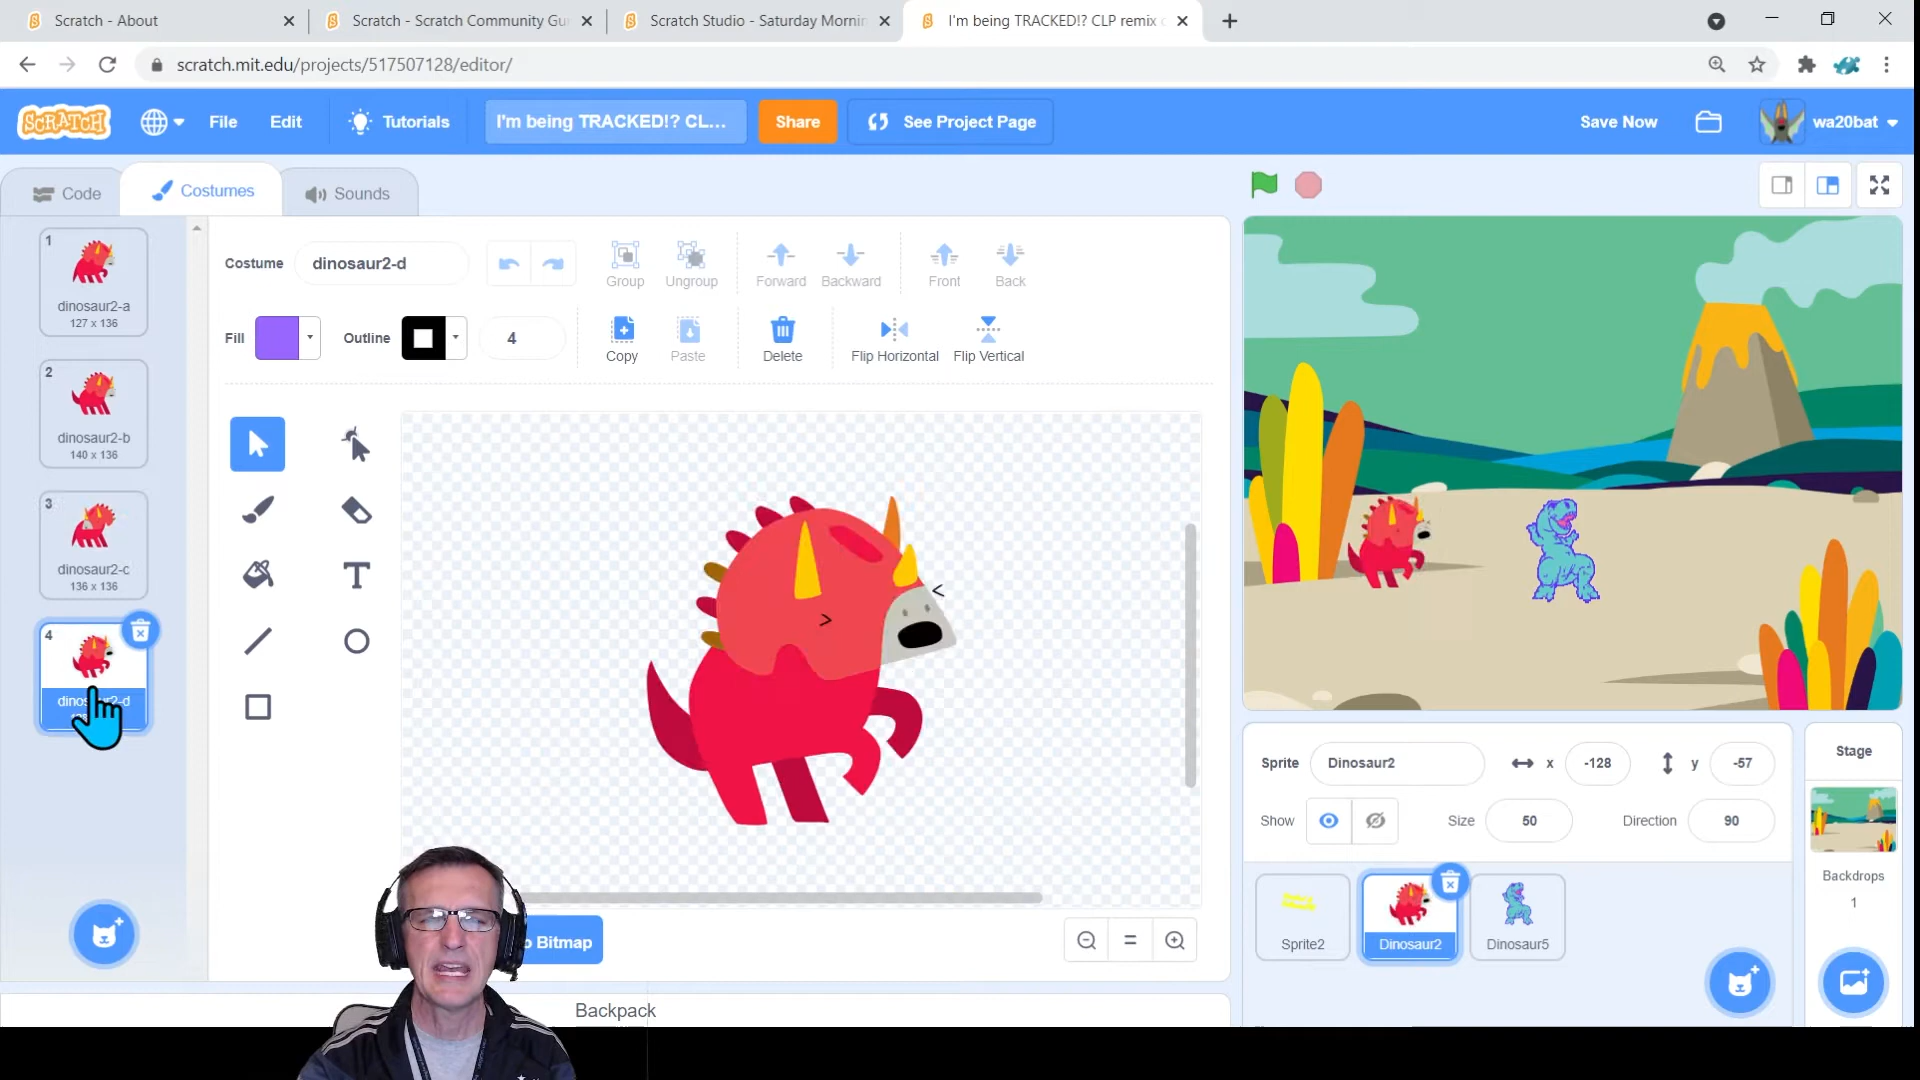 Scratch - About
Scratch - Scratch Community Gu
Scratch Studio - Saturday Mornin
I'm being TRACKED!? CLP remix
scratch.mit.edu/projects/517507128/editor/
SCRATCH
File
Edit
Tutorials
I'm being TRACKED!? CL...
Share
See Project Page
Save Now
wa20bat
Code
Costumes
Sounds
1
dinosaur2-a
127 x 136
2
dinosaur2-b
140 x 136
3
dinosaur2-c
136 x 136
4
Costume
dinosaur2-d
Group
Ungroup
Forward
Backward
Front
Back
Fill
Outline
4
Copy
Paste
Delete
Flip Horizontal
Flip Vertical
T
Bitmap
Backpack
Sprite
Dinosaur2
x
-128
y
-57
Show
Size
50
Direction
90
Sprite2
Dinosaur2
Dinosaur5
Stage
Backdrops
1